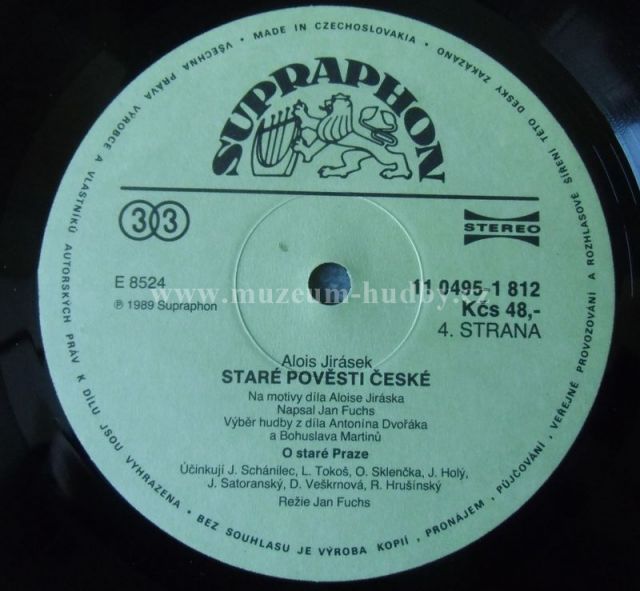 MADE IN CZECHOSLOVAKIA • VŠECHNA PRÁVA VÝROBCE A VLASTNÍKŮ AUTORSKÝCH PRÁV K DÍLU JSOU VYHRAZENA • BEZ SOUHLASU JE VÝROBA KOPIÍ, PRONÁJEM, PŮJČOVÁNÍ, VEŘEJNÉ PROVOZOVÁNÍ A ROZHLASOVÉ ŠÍŘENÍ TÉTO DESKY ZAKÁZÁNO •
SUPRAPHON
33
STEREO
E 8524
℗ 1989 Supraphon
www.muzeum-hudby.cz
11 0495-1 812
Kčs 48,-
4. STRANA
Alois Jirásek
STARÉ POVĚSTI ČESKÉ
Na motivy díla Aloise Jiráska
Napsal Jan Fuchs
Výběr hudby z díla Antonína Dvořáka
a Bohuslava Martinů
O staré Praze
Účinkují J. Schánilec, L. Tokoš, O. Sklenčka, J. Holý,
J. Satoranský, D. Veškrnová, R. Hrušínský
Režie Jan Fuchs